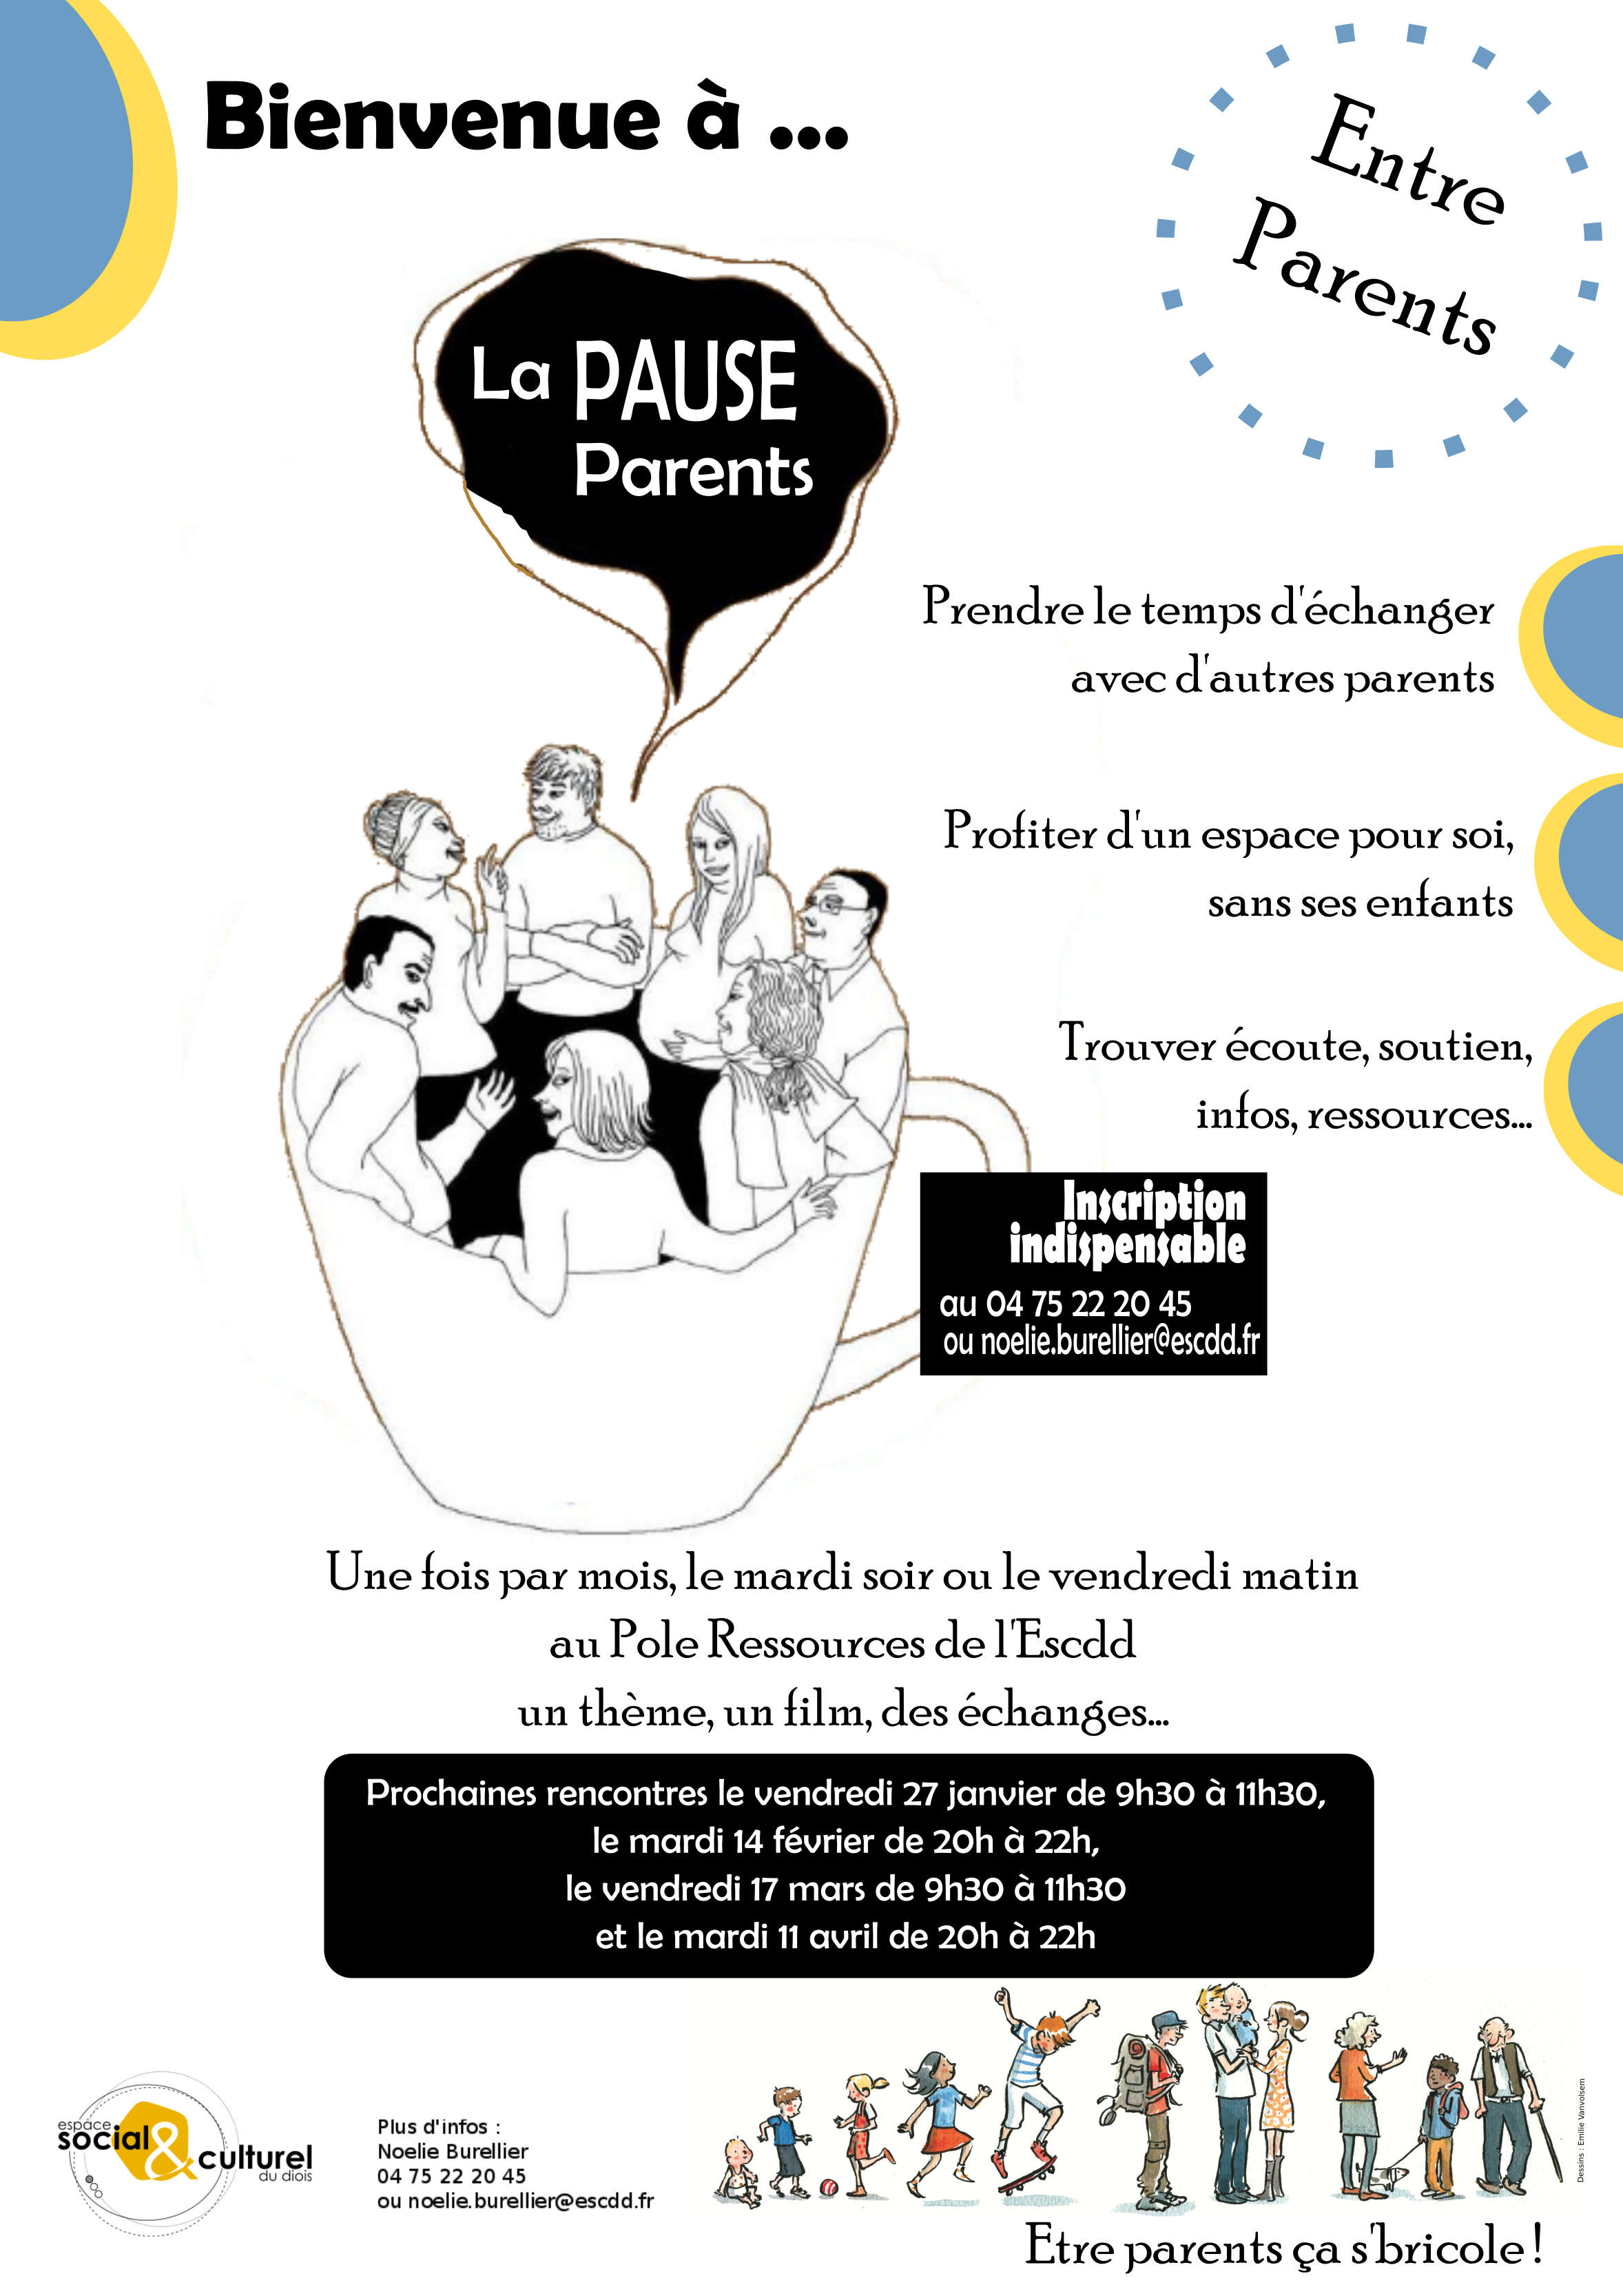 Bienvenue à ...
Entre
Parents
La PAUSE
Parents
Prendre le temps d'échanger
avec d'autres parents
Profiter d'un espace pour soi,
sans ses enfants
Trouver écoute, soutien,
infos, ressources...
Inscription
indispensable
au 04 75 22 20 45
ou noelie.burellier@escdd.fr
Une fois par mois, le mardi soir ou le vendredi matin
au Pole Ressources de l'Escdd
un thème, un film, des échanges...
Prochaines rencontres le vendredi 27 janvier de 9h30 à 11h30,
le mardi 14 février de 20h à 22h,
le vendredi 17 mars de 9h30 à 11h30
et le mardi 11 avril de 20h à 22h
espace
social & culturel
du diois
Plus d'infos :
Noelie Burellier
04 75 22 20 45
ou noelie.burellier@escdd.fr
Dessins : Emilie Vanvolsem
Etre parents ça s'bricole !